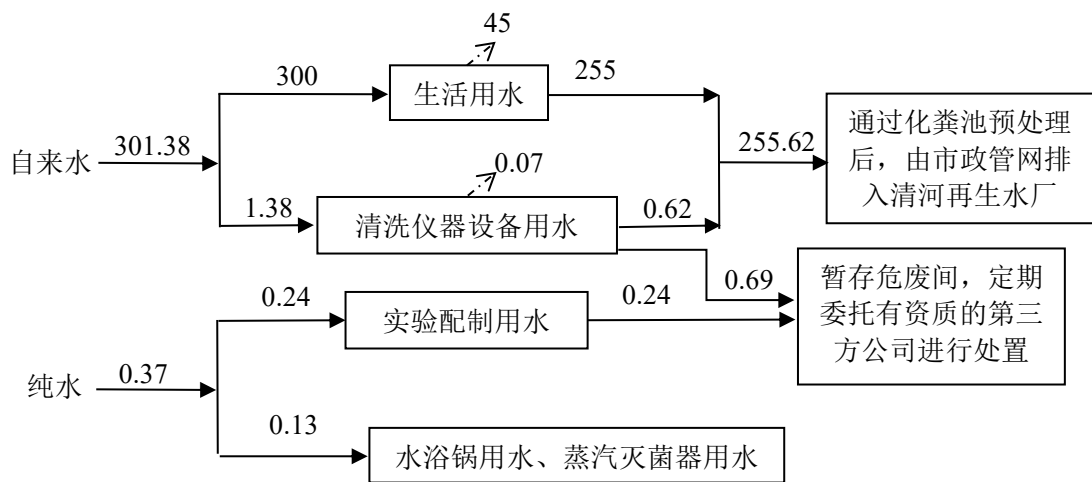 45
300
生活用水
255
自来水
301.38
255.62
通过化粪池预处理
后，由市政管网排
入清河再生水厂
0.07
1.38
清洗仪器设备用水
0.62
0.69
暂存危废间，定期
委托有资质的第三
方公司进行处置
0.24
实验配制用水
0.24
纯水
0.37
0.13
水浴锅用水、蒸汽灭菌器用水